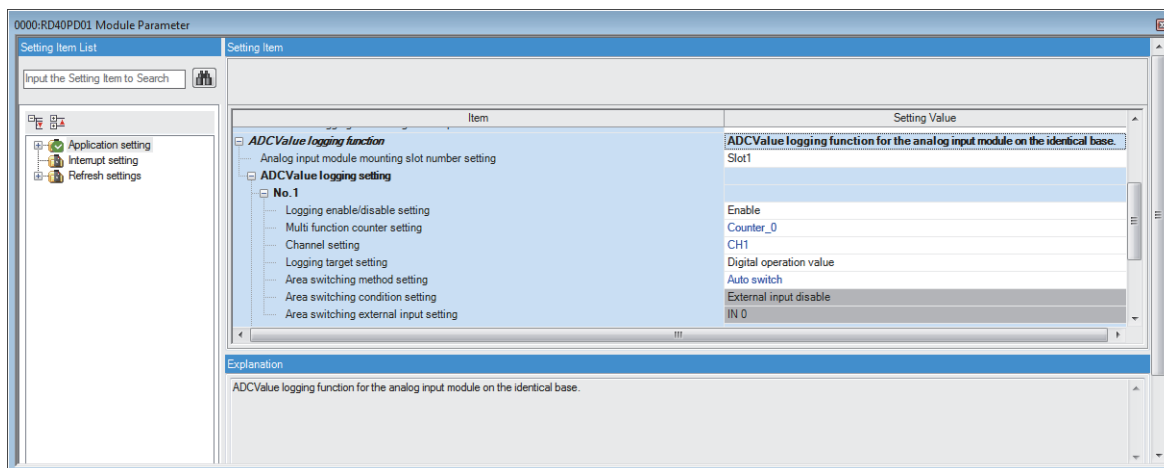 0000:RD40PD01 Module Parameter
Setting Item List
Input the Setting Item to Search
Application setting
Interrupt setting
Refresh settings
Setting Item
Item Setting Value
ADCValue logging function ADCValue logging function for the analog input module on the identical base.
Analog input module mounting slot number setting Slot1
ADCValue logging setting
No.1
Logging enable/disable setting Enable
Multi function counter setting Counter_0
Channel setting CH1
Logging target setting Digital operation value
Area switching method setting Auto switch
Area switching condition setting External input disable
Area switching external input setting IN 0
Explanation
ADCValue logging function for the analog input module on the identical base.